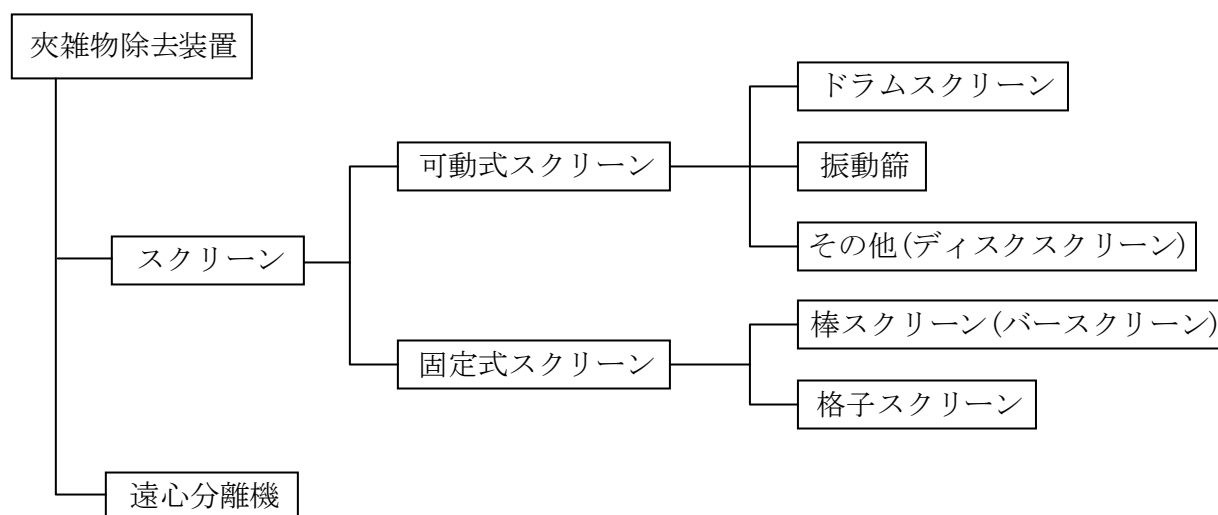 夾雑物除去装置
ドラムスクリーン
可動式スクリーン
振動篩
スクリーン
その他(ディスクスクリーン)
棒スクリーン(バースクリーン)
固定式スクリーン
格子スクリーン
遠心分離機